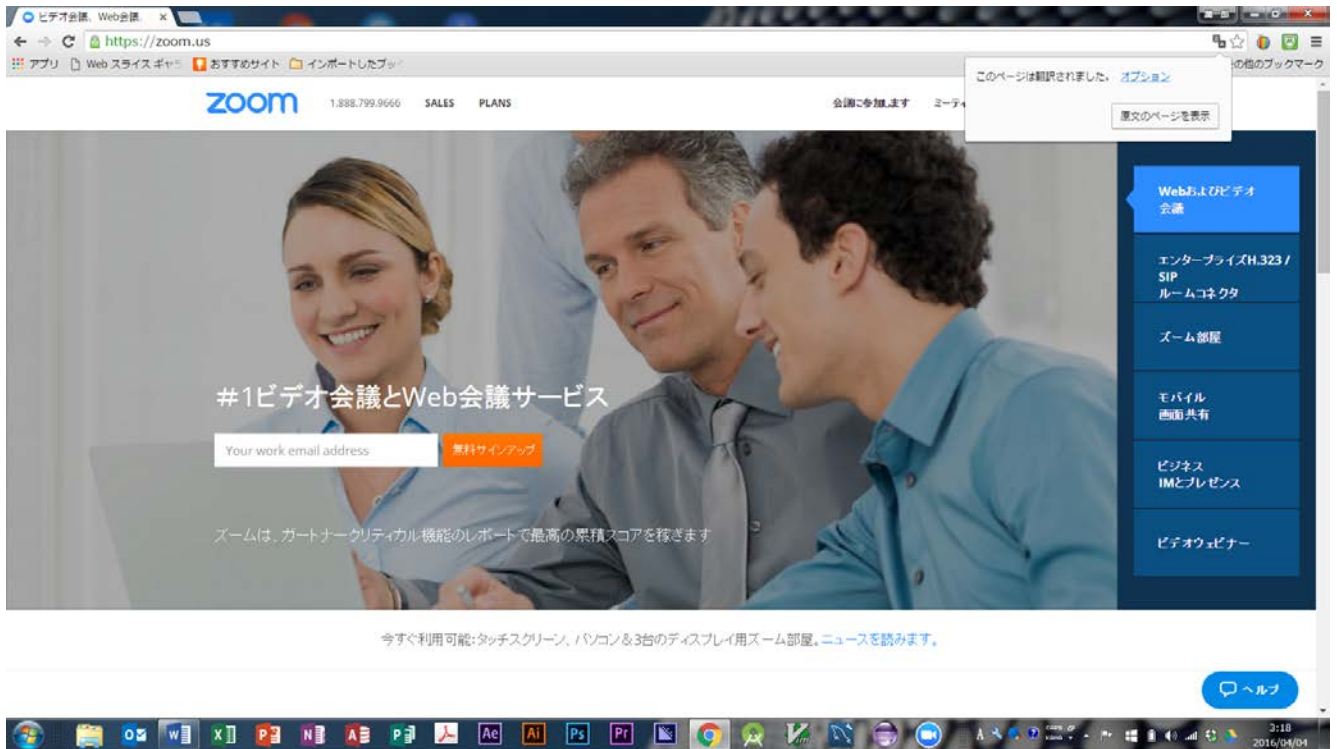 ビデオ会議、Web会議
https://zoom.us
アプリ Web スライス ギャラ おすすめサイト インポートしたブッ その他のブックマーク
このページは翻訳されました。 オプション
原文のページを表示
zoom 1.888.799.9666 SALES PLANS 会議に参加します ミーティ
Webおよびビデオ
会議
エンタープライズH.323 /
SIP
ルームコネクタ
ズーム部屋
モバイル
画面共有
ビジネス
IMとプレゼンス
ビデオウェビナー
#1ビデオ会議とWeb会議サービス
Your work email address 無料サインアップ
ズームは、ガートナークリティカル機能のレポートで最高の累積スコアを稼ぎます
今すぐ利用可能:タッチスクリーン、パソコン&3台のディスプレイ用ズーム部屋。ニュースを読みます。
ヘルプ
Ae Ai Ps Pr
3:18
2016/04/04